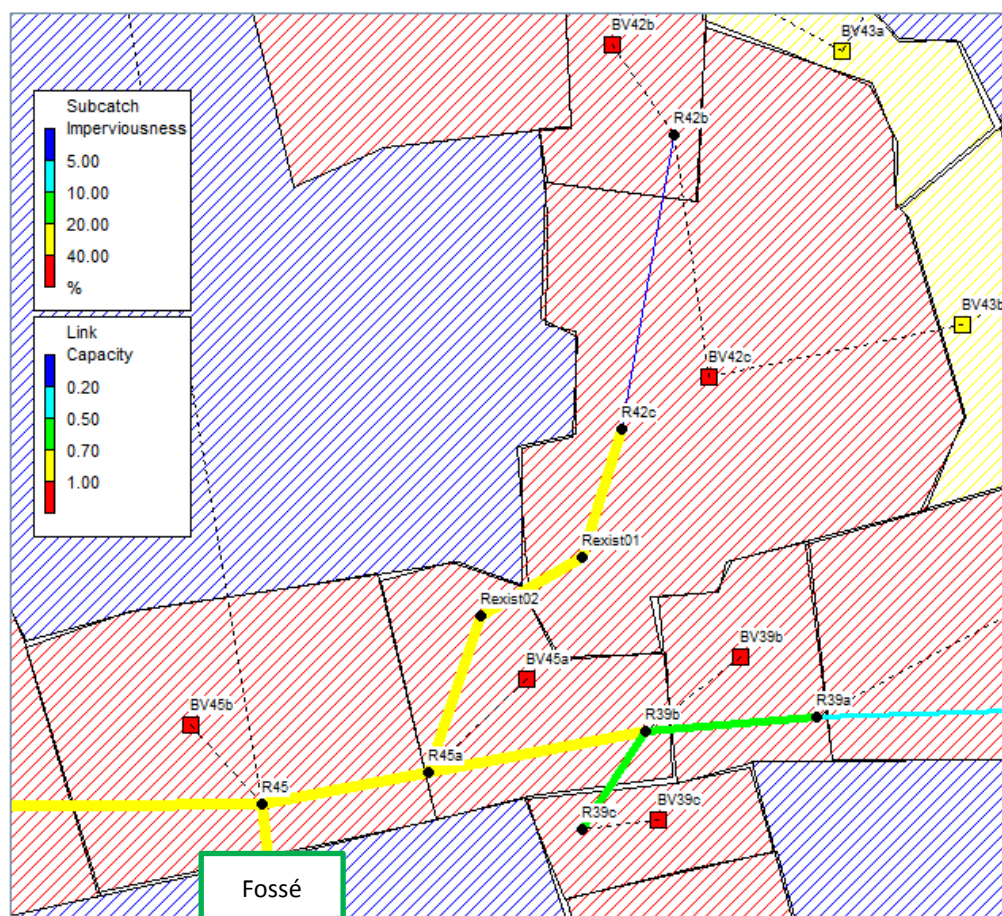 BV42b
BV43a
Subcatch
Imperviousness
5.00
10.00
20.00
40.00
%
R42b
Link
Capacity
0.20
0.50
0.70
1.00
BV43b
BV42c
R42c
Rexist01
Rexist02
BV45a
BV39b
BV45b
R39b
R39a
R45a
R45
R39c
BV39c
Fossé